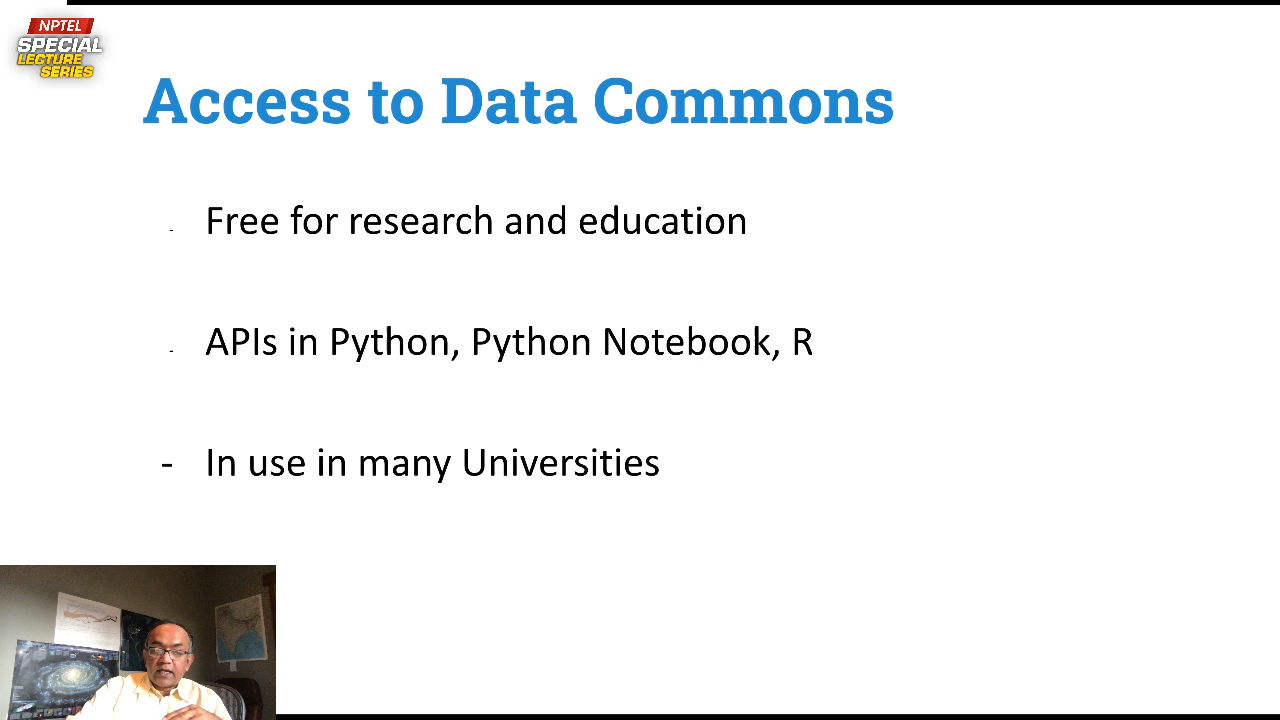 NPTEL
SPECIAL
LECTURE
SERIES
Access to Data Commons
- Free for research and education
- APIs in Python, Python Notebook, R
- In use in many Universities